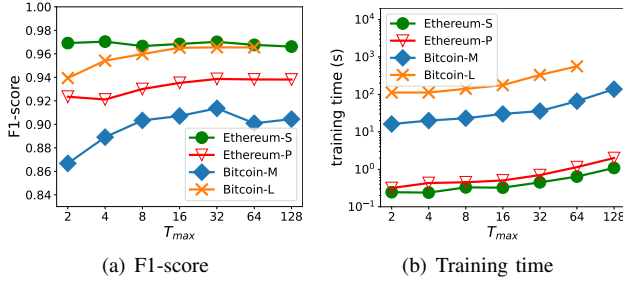 1.00
0.98
0.96
0.94
0.92
0.90
0.88
0.86
0.84
F1-score
2 4 8 16 32 64 128
T_max
Ethereum-S
Ethereum-P
Bitcoin-M
Bitcoin-L
(a) F1-score
10^4
10^3
10^2
10^1
10^0
10^−1
training time (s)
2 4 8 16 32 64 128
T_max
Ethereum-S
Ethereum-P
Bitcoin-M
Bitcoin-L
(b) Training time